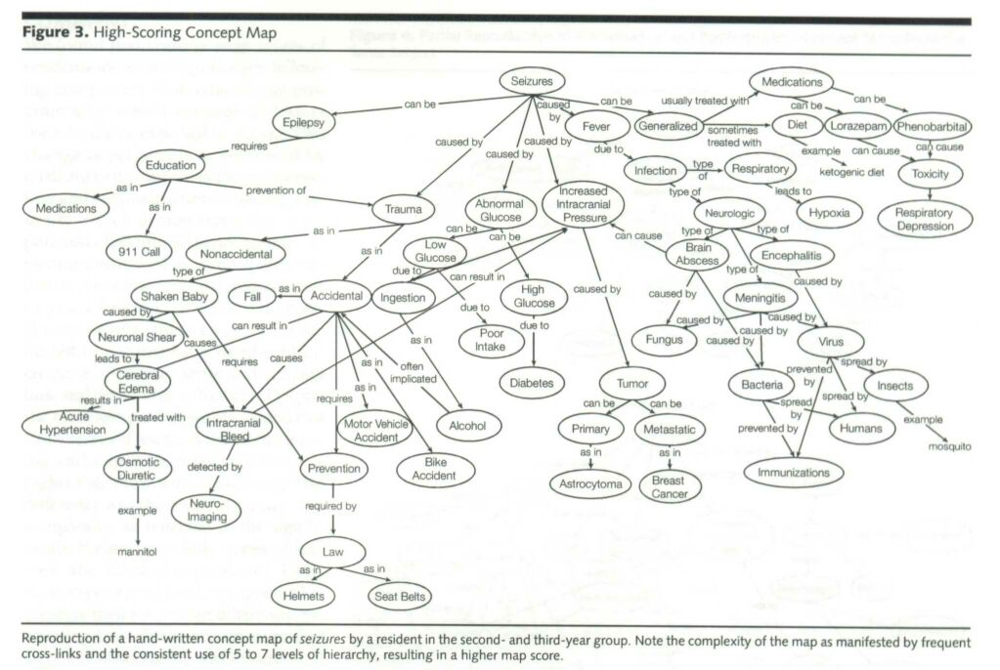 Figure 3. High-Scoring Concept Map
Seizures
Medications
can be
caused
by
can be
usually treated with
can be
can be
Epilepsy
Fever
Generalized
sometimes
treated with
Diet
Lorazepam
Phenobarbital
requires
caused by
caused by
caused
by
due to
example
can cause
can cause
Education
Infection
type
of
Respiratory
ketogenic diet
Toxicity
as in
as in
prevention of
type of
leads to
Medications
Trauma
Abnormal
Glucose
Increased
Intracranial
Pressure
Neurologic
Hypoxia
Respiratory
Depression
as in
can be
can be
can cause
type of
type of
911 Call
Nonaccidental
as in
Low
Glucose
Brain
Abscess
Encephalitis
type of
due to
can result in
type of
caused by
Shaken Baby
Fall
as in
Accidental
Ingestion
High
Glucose
caused by
caused by
Meningitis
caused by
can result in
due to
due to
caused by
caused by
Neuronal Shear
causes
as in
Poor
Intake
Fungus
caused by
caused by
Virus
leads to
requires
causes
as in
often
implicated
prevented
by
spread by
Cerebral
Edema
Diabetes
Tumor
Bacteria
Insects
results in
treated with
requires
can be
can be
spread
by
spread by
example
Acute
Hypertension
Intracranial
Bleed
Motor Vehicle
Accident
Alcohol
Primary
Metastatic
prevented by
Humans
mosquito
detected by
as in
as in
Osmotic
Diuretic
Prevention
Bike
Accident
Immunizations
Astrocytoma
Breast
Cancer
example
Neuro-
Imaging
required by
mannitol
Law
as in
as in
Helmets
Seat Belts
Reproduction of a hand-written concept map of seizures by a resident in the second- and third-year group. Note the complexity of the map as manifested by frequent
cross-links and the consistent use of 5 to 7 levels of hierarchy, resulting in a higher map score.